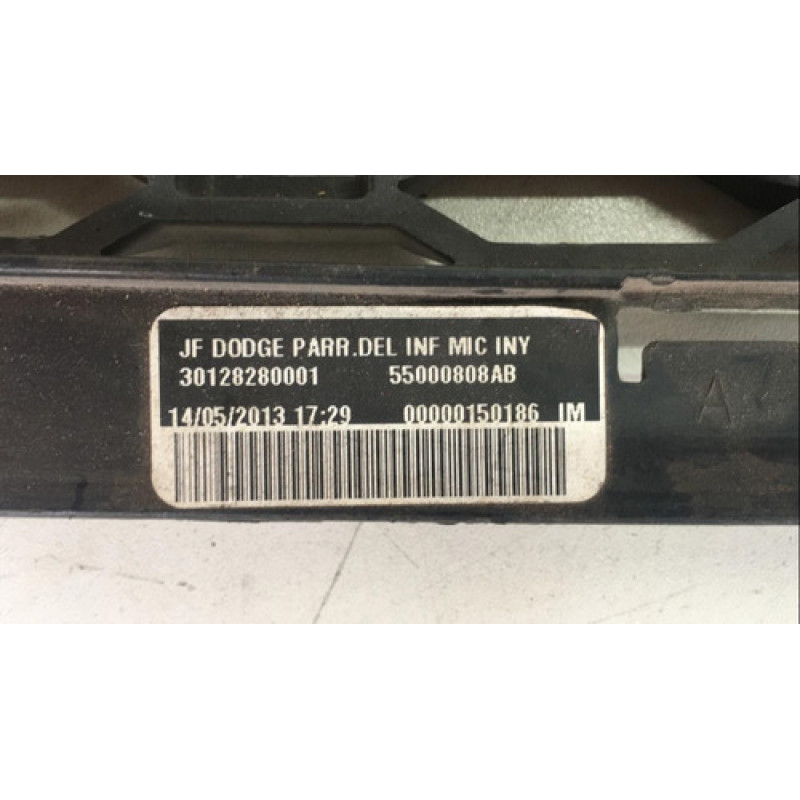 JF DODGE PARR.DEL INF MIC INY
30128280001 55000808AB
14/05/2013 17:29 00000150186 IM
A